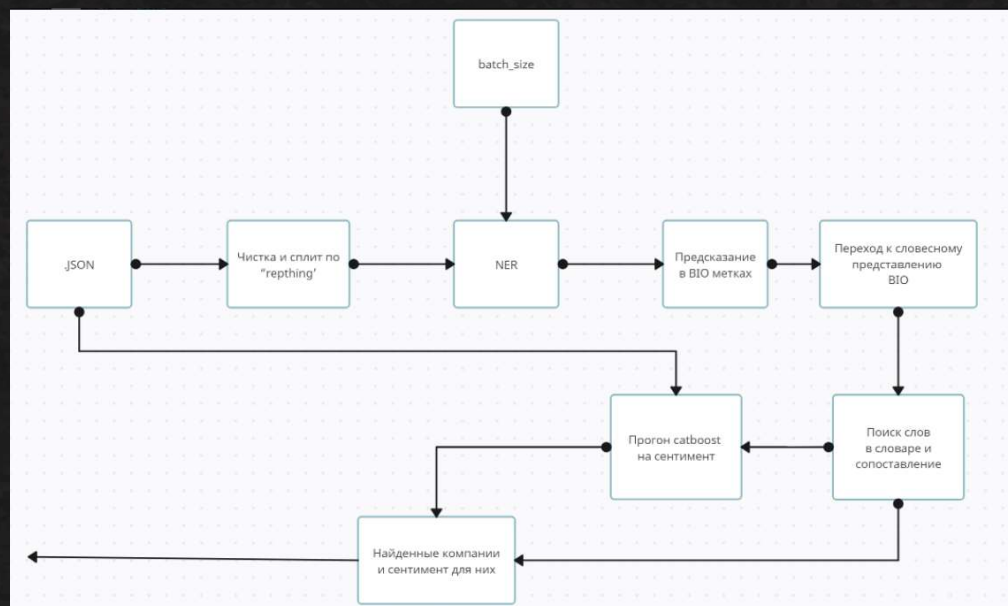 batch_size
.JSON
Чистка и сплит по
"repthing'
NER
Предсказание
в BIO метках
Переход к словесному
представлению
BIO
Прогон catboost
на сентимент
Поиск слов
в словаре и
сопоставление
Найденные компании
и сентимент для них